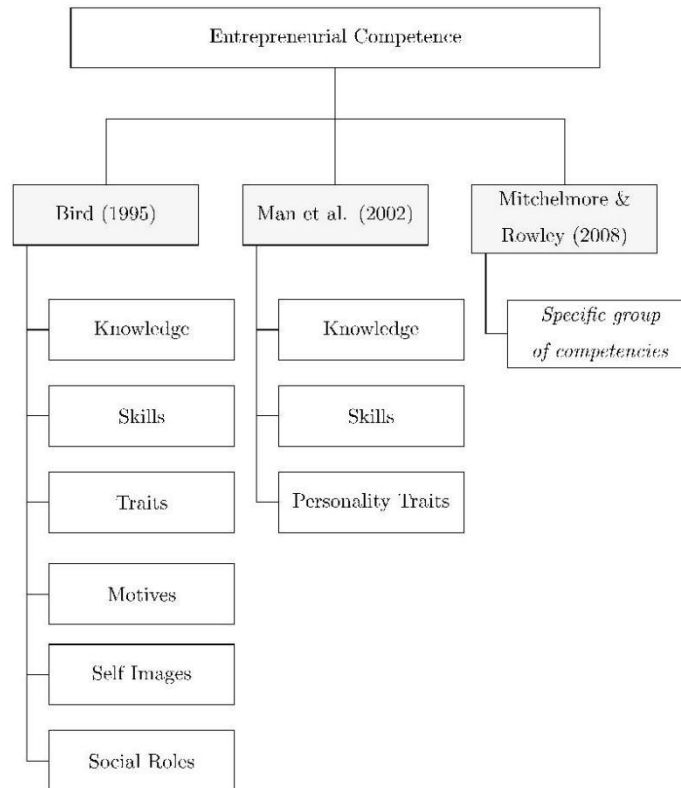 Entrepreneurial Competence
Bird (1995)
Knowledge
Skills
Traits
Motives
Self Images
Social Roles
Man et al. (2002)
Knowledge
Skills
Personality Traits
Mitchelmore &
Rowley (2008)
Specific group
of competencies